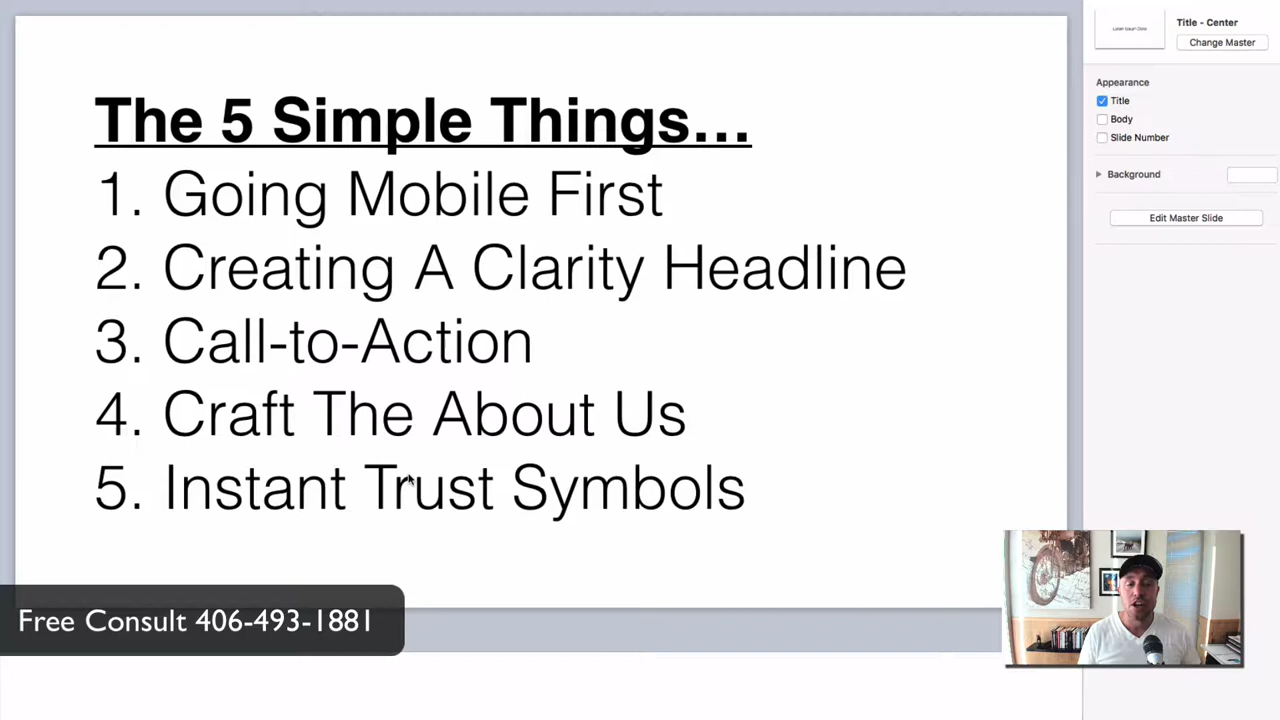 The 5 Simple Things...
1. Going Mobile First
2. Creating A Clarity Headline
3. Call-to-Action
4. Craft The About Us
5. Instant Trust Symbols
Free Consult 406-493-1881
Title - Center
Change Master
Appearance
Title
Body
Slide Number
Background
Edit Master Slide